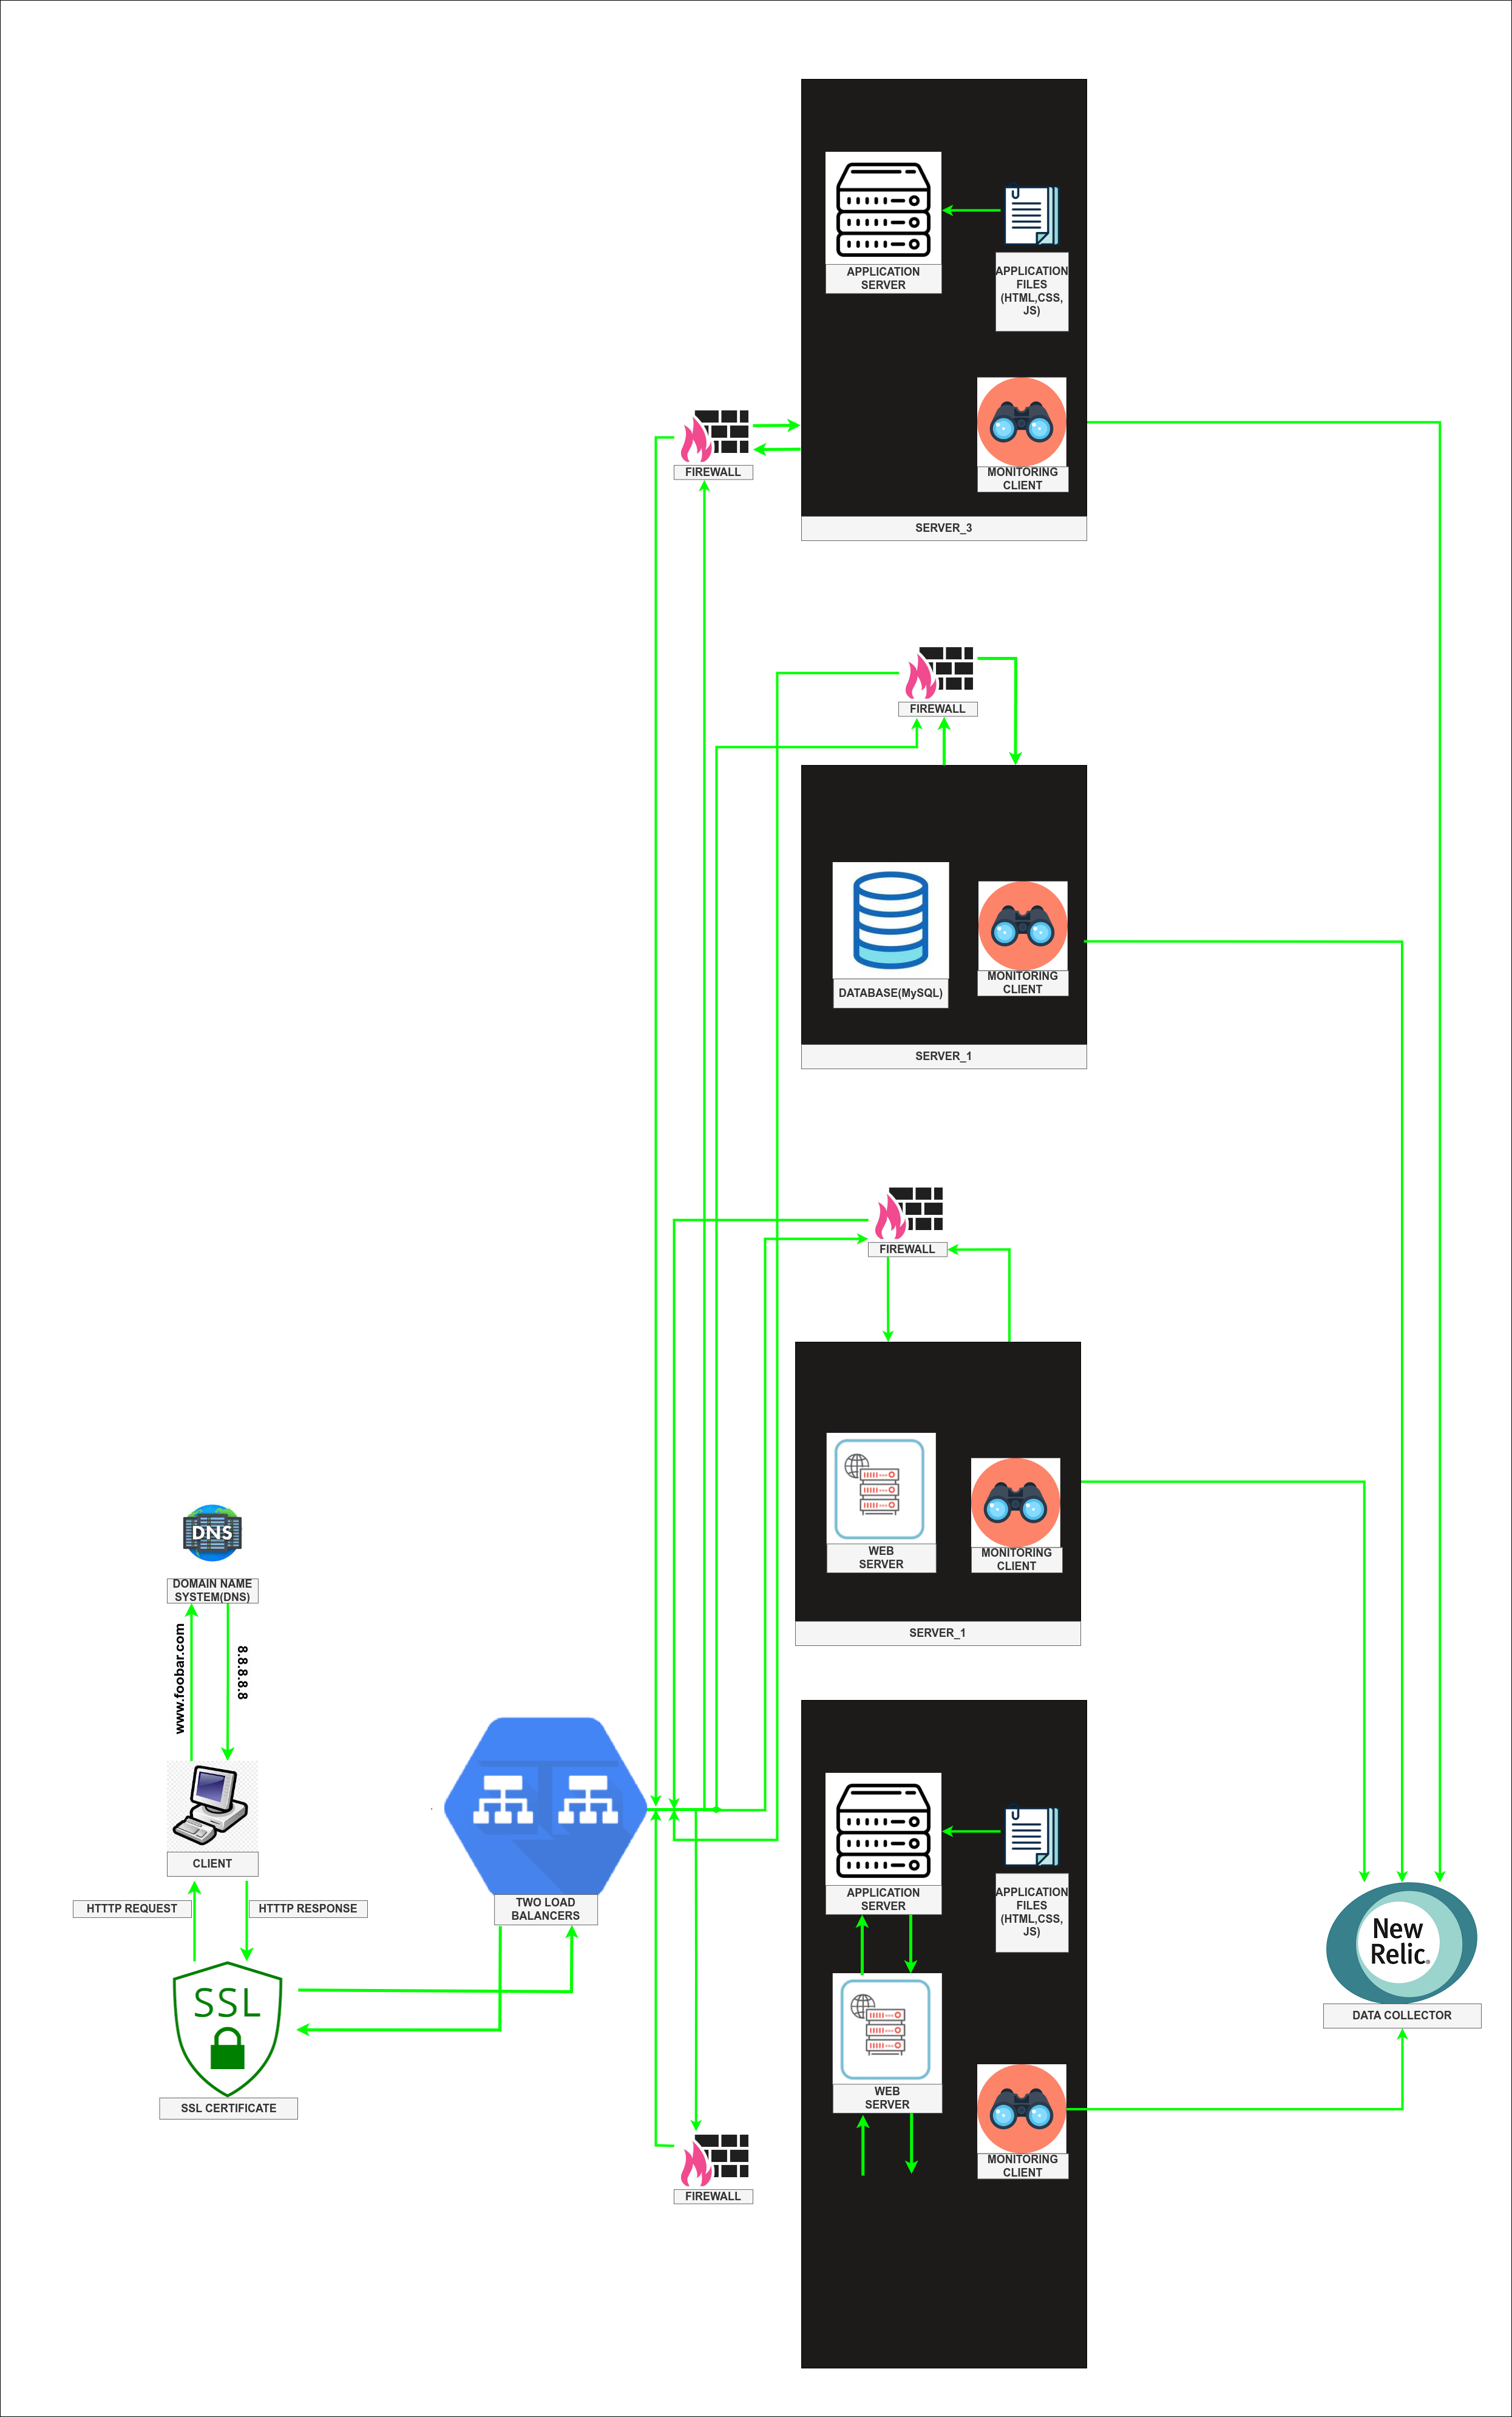 APPLICATION
SERVER
APPLICATION
FILES
(HTML,CSS,
JS)
FIREWALL
MONITORING
CLIENT
SERVER_3
FIREWALL
DATABASE(MySQL)
MONITORING
CLIENT
SERVER_1
FIREWALL
WEB
SERVER
MONITORING
CLIENT
SERVER_1
DNS
DOMAIN NAME
SYSTEM(DNS)
www.foobar.com
8.8.8.8.8
CLIENT
HTTTP REQUEST
HTTTP RESPONSE
SSL
SSL CERTIFICATE
TWO LOAD
BALANCERS
FIREWALL
APPLICATION
SERVER
APPLICATION
FILES
(HTML,CSS,
JS)
WEB
SERVER
MONITORING
CLIENT
New
Relic.
DATA COLLECTOR